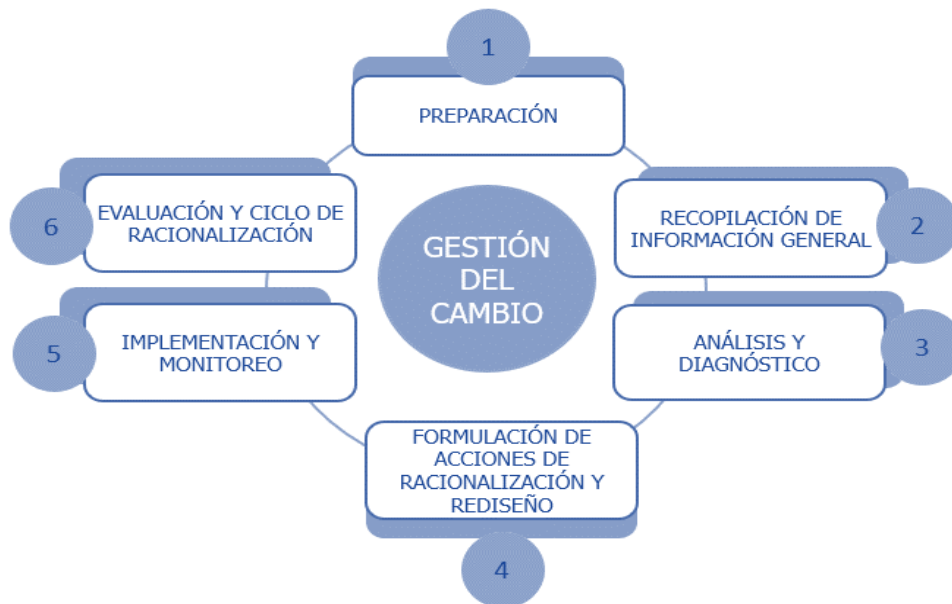 1
PREPARACIÓN
2
RECOPILACIÓN DE
INFORMACIÓN GENERAL
3
ANÁLISIS Y
DIAGNÓSTICO
4
FORMULACIÓN DE
ACCIONES DE
RACIONALIZACIÓN Y
REDISEÑO
5
IMPLEMENTACIÓN Y
MONITOREO
6
EVALUACIÓN Y CICLO DE
RACIONALIZACIÓN
GESTIÓN
DEL
CAMBIO